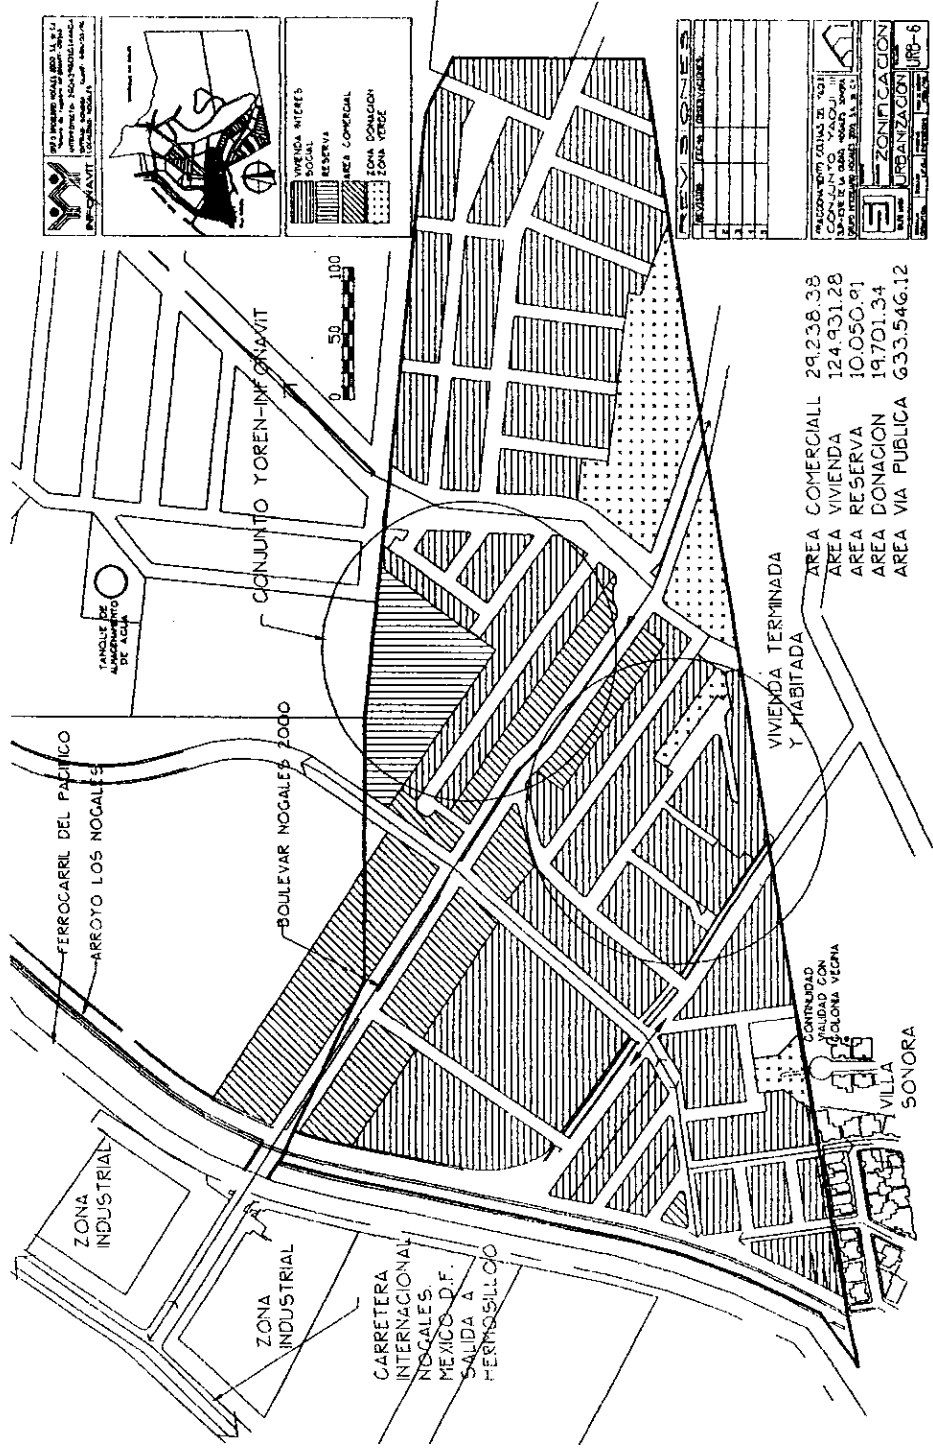 INFONAVIT
VIVIENDA INTERES
SOCIAL
RESERVA
AREA COMERCIAL
ZONA DONACION
ZONA VERDE
REVISIONES
CONJUNTO YAQUI III
ZONIFICACION
URBANIZACION
URB-6
0 50 100
CONJUNTO YOREN-INFONAVIT
TANQUE DE
ALMACENAMIENTO
DE AGUA
FERROCARRIL DEL PACIFICO
ARROYO LOS NOGALES
BOULEVAR NOGALES 2000
AREA COMERCIALL 29.238.38
AREA VIVIENDA 124.931.28
AREA RESERVA 10.050.91
AREA DONACION 19.701.34
AREA VIA PUBLICA 633.546.12
VIVIENDA TERMINADA
Y HABITADA
CONTINUIDAD
VIALIDAD CON
COLONIA VECINA
VILLA
SONORA
ZONA
INDUSTRIAL
ZONA
INDUSTRIAL
CARRETERA
INTERNACIONAL
NOGALES.
MEXICO D.F.
SALIDA A
HERMOSILLO